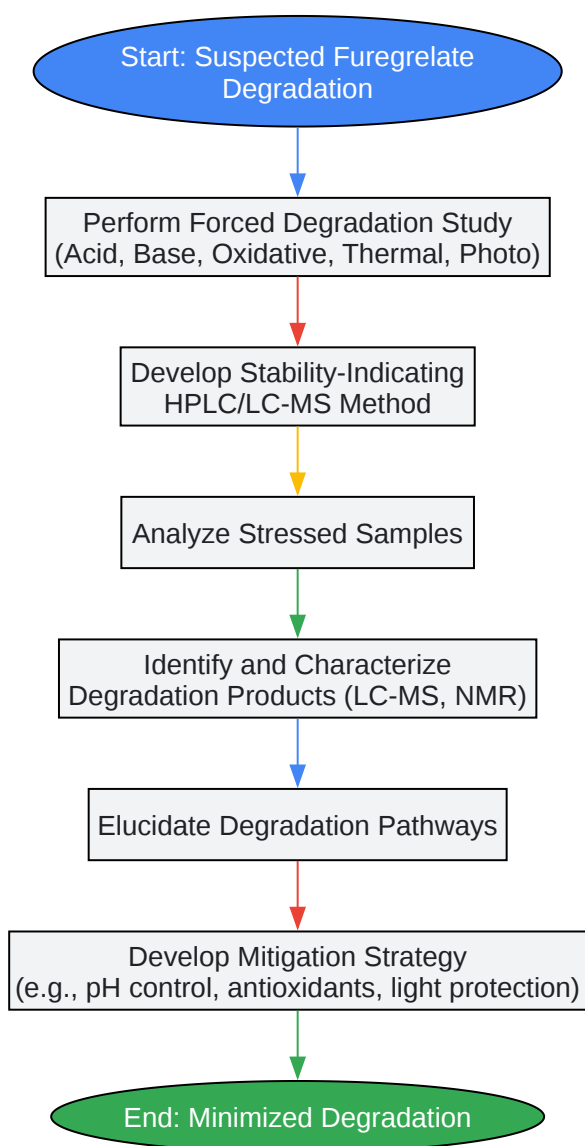 Start: Suspected Furegrelate
Degradation
Perform Forced Degradation Study
(Acid, Base, Oxidative, Thermal, Photo)
Develop Stability-Indicating
HPLC/LC-MS Method
Analyze Stressed Samples
Identify and Characterize
Degradation Products (LC-MS, NMR)
Elucidate Degradation Pathways
Develop Mitigation Strategy
(e.g., pH control, antioxidants, light protection)
End: Minimized Degradation